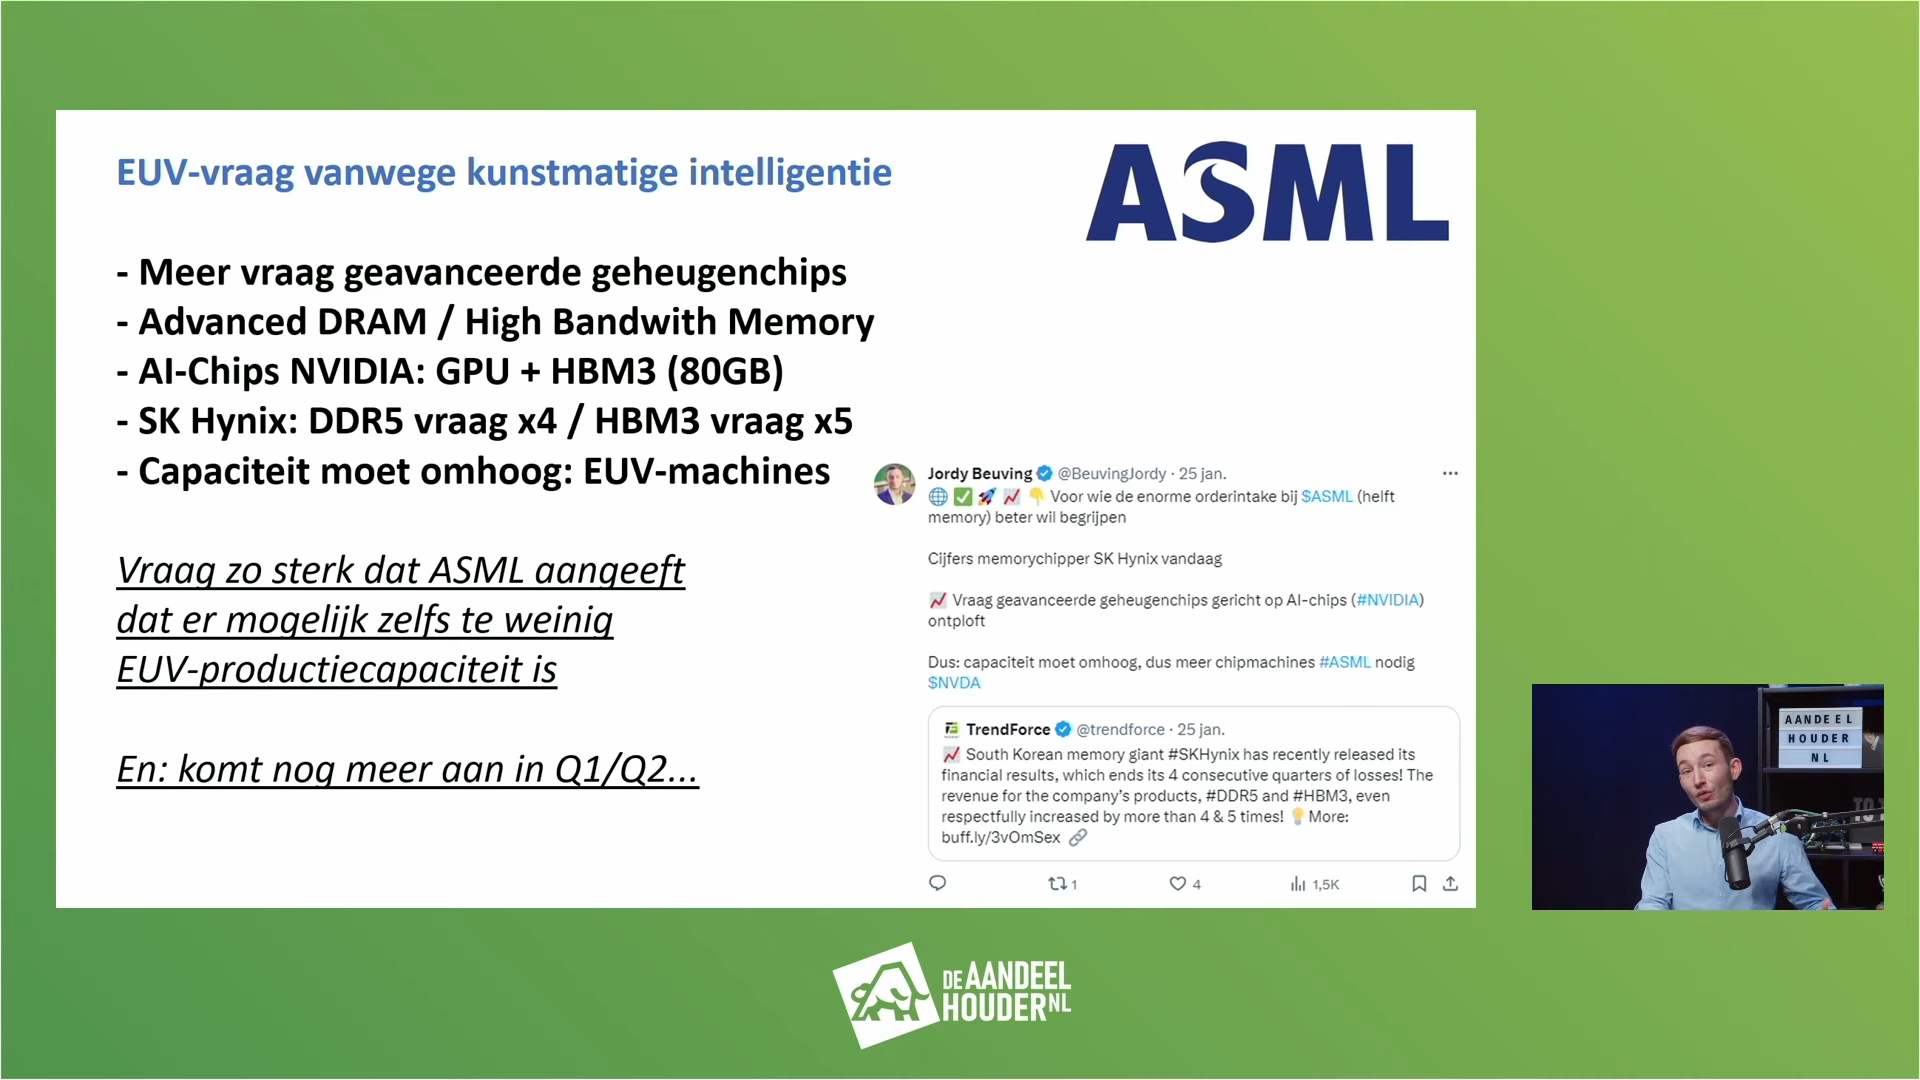 EUV-vraag vanwege kunstmatige intelligentie
ASML
- Meer vraag geavanceerde geheugenchips
- Advanced DRAM / High Bandwith Memory
- AI-Chips NVIDIA: GPU + HBM3 (80GB)
- SK Hynix: DDR5 vraag x4 / HBM3 vraag x5
- Capaciteit moet omhoog: EUV-machines
Vraag zo sterk dat ASML aangeeft
dat er mogelijk zelfs te weinig
EUV-productiecapaciteit is
En: komt nog meer aan in Q1/Q2...
Jordy Beuving @BeuvingJordy · 25 jan.
🌐 ✅ 🚀 📈 👇 Voor wie de enorme orderintake bij $ASML (helft
memory) beter wil begrijpen
Cijfers memorychipper SK Hynix vandaag
📈 Vraag geavanceerde geheugenchips gericht op AI-chips (#NVIDIA)
ontploft
Dus: capaciteit moet omhoog, dus meer chipmachines #ASML nodig
$NVDA
TrendForce @trendforce · 25 jan.
📈 South Korean memory giant #SKHynix has recently released its
financial results, which ends its 4 consecutive quarters of losses! The
revenue for the company's products, #DDR5 and #HBM3, even
respectfully increased by more than 4 & 5 times! 💡More:
buff.ly/3vOmSex 🔗
1
4
1,5K
AANDEEL
HOUDER
NL
DE AANDEEL
HOUDER NL